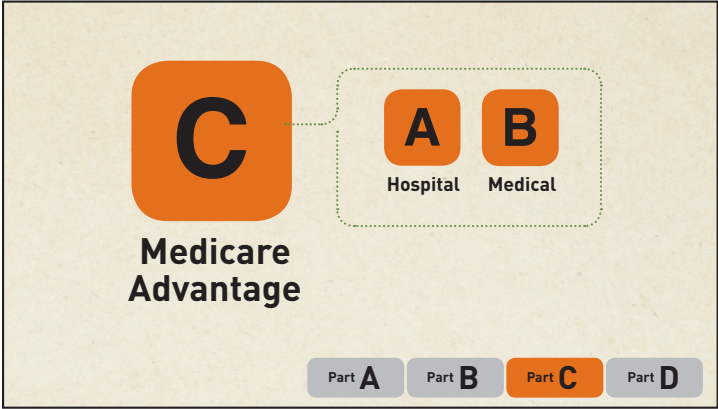 C
Medicare
Advantage
A B
Hospital Medical
Part A Part B Part C Part D